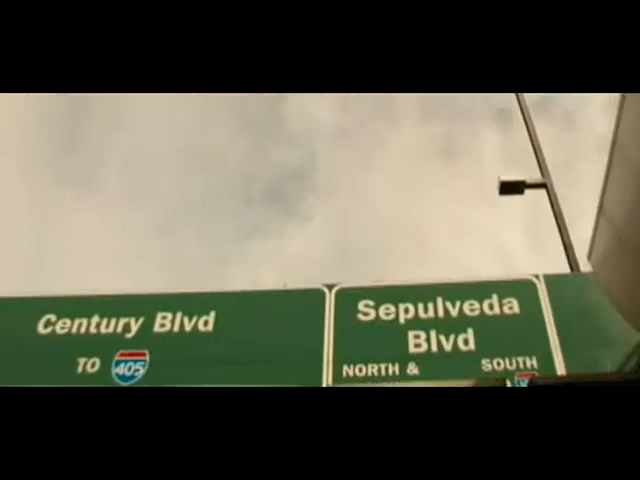 Century Blvd
TO 405
Sepulveda
Blvd
NORTH & SOUTH